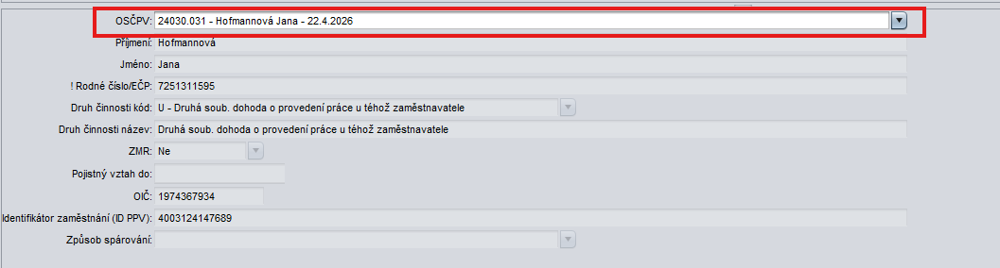 OSČPV: 24030.031 - Hofmannová Jana - 22.4.2026
Příjmení: Hofmannová
Jméno: Jana
! Rodné číslo/EČP: 7251311595
Druh činnosti kód: U - Druhá soub. dohoda o provedení práce u téhož zaměstnavatele
Druh činnosti název: Druhá soub. dohoda o provedení práce u téhož zaměstnavatele
ZMR: Ne
Pojistný vztah do:
OIČ: 1974367934
Identifikátor zaměstnání (ID PPV): 4003124147689
Způsob spárování: